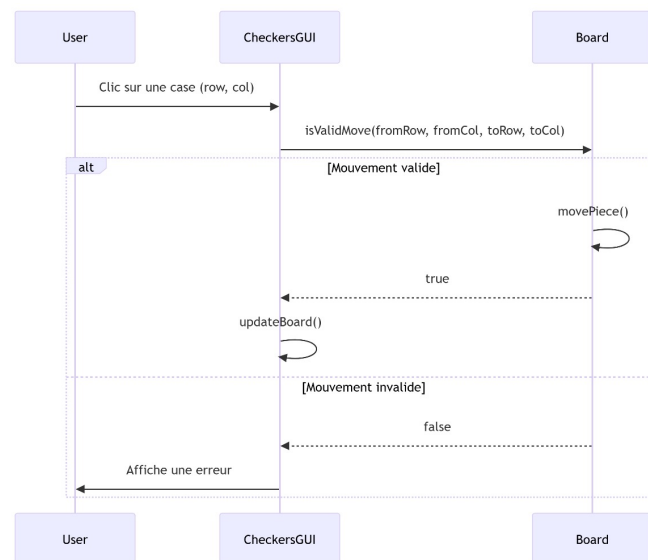 User
CheckersGUI
Board
Clic sur une case (row, col)
isValidMove(fromRow, fromCol, toRow, toCol)
alt
[Mouvement valide]
movePiece()
true
updateBoard()
[Mouvement invalide]
false
Affiche une erreur
User
CheckersGUI
Board